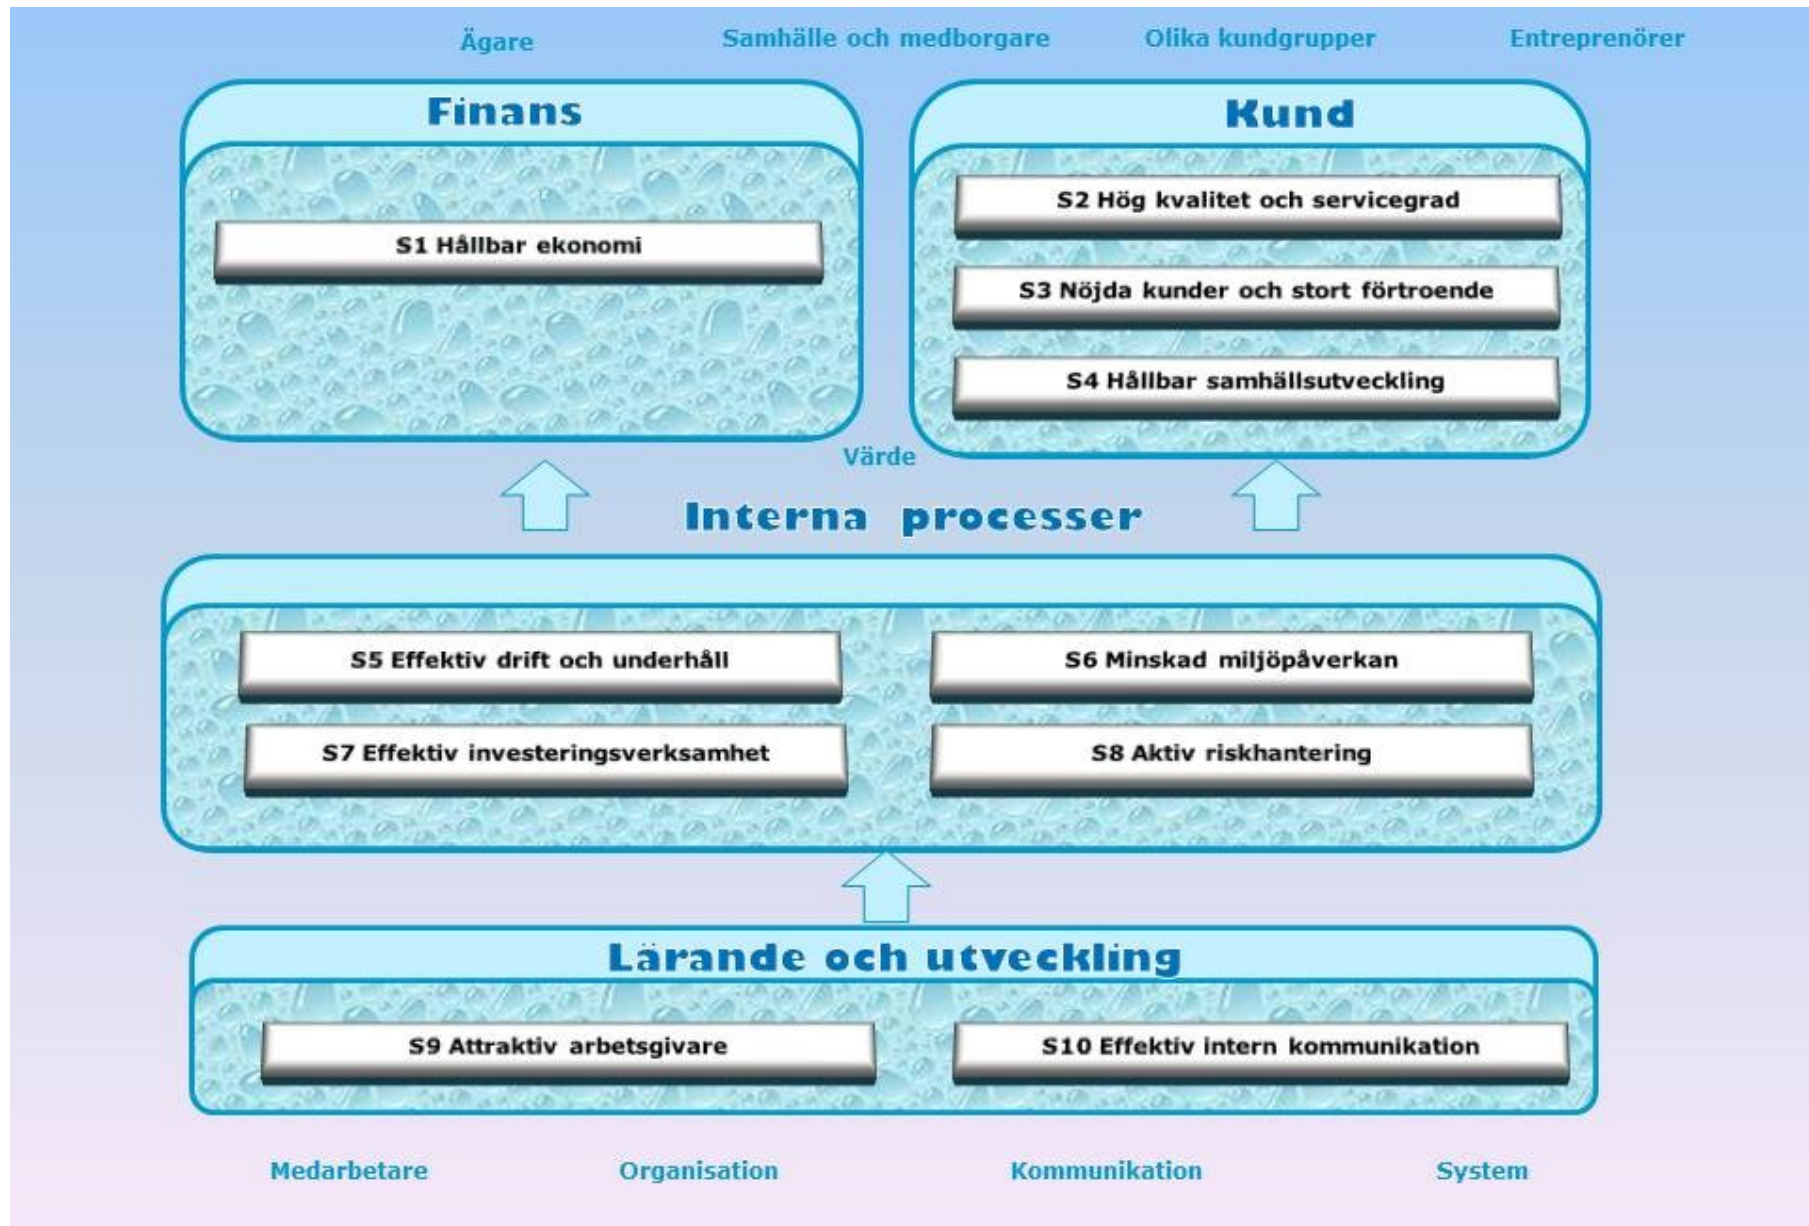 Ägare
Samhälle och medborgare
Olika kundgrupper
Entreprenörer
Finans
S1 Hållbar ekonomi
Kund
S2 Hög kvalitet och servicegrad
S3 Nöjda kunder och stort förtroende
S4 Hållbar samhällsutveckling
Värde
Interna processer
S5 Effektiv drift och underhåll
S6 Minskad miljöpåverkan
S7 Effektiv investeringsverksamhet
S8 Aktiv riskhantering
Lärande och utveckling
S9 Attraktiv arbetsgivare
S10 Effektiv intern kommunikation
Medarbetare
Organisation
Kommunikation
System